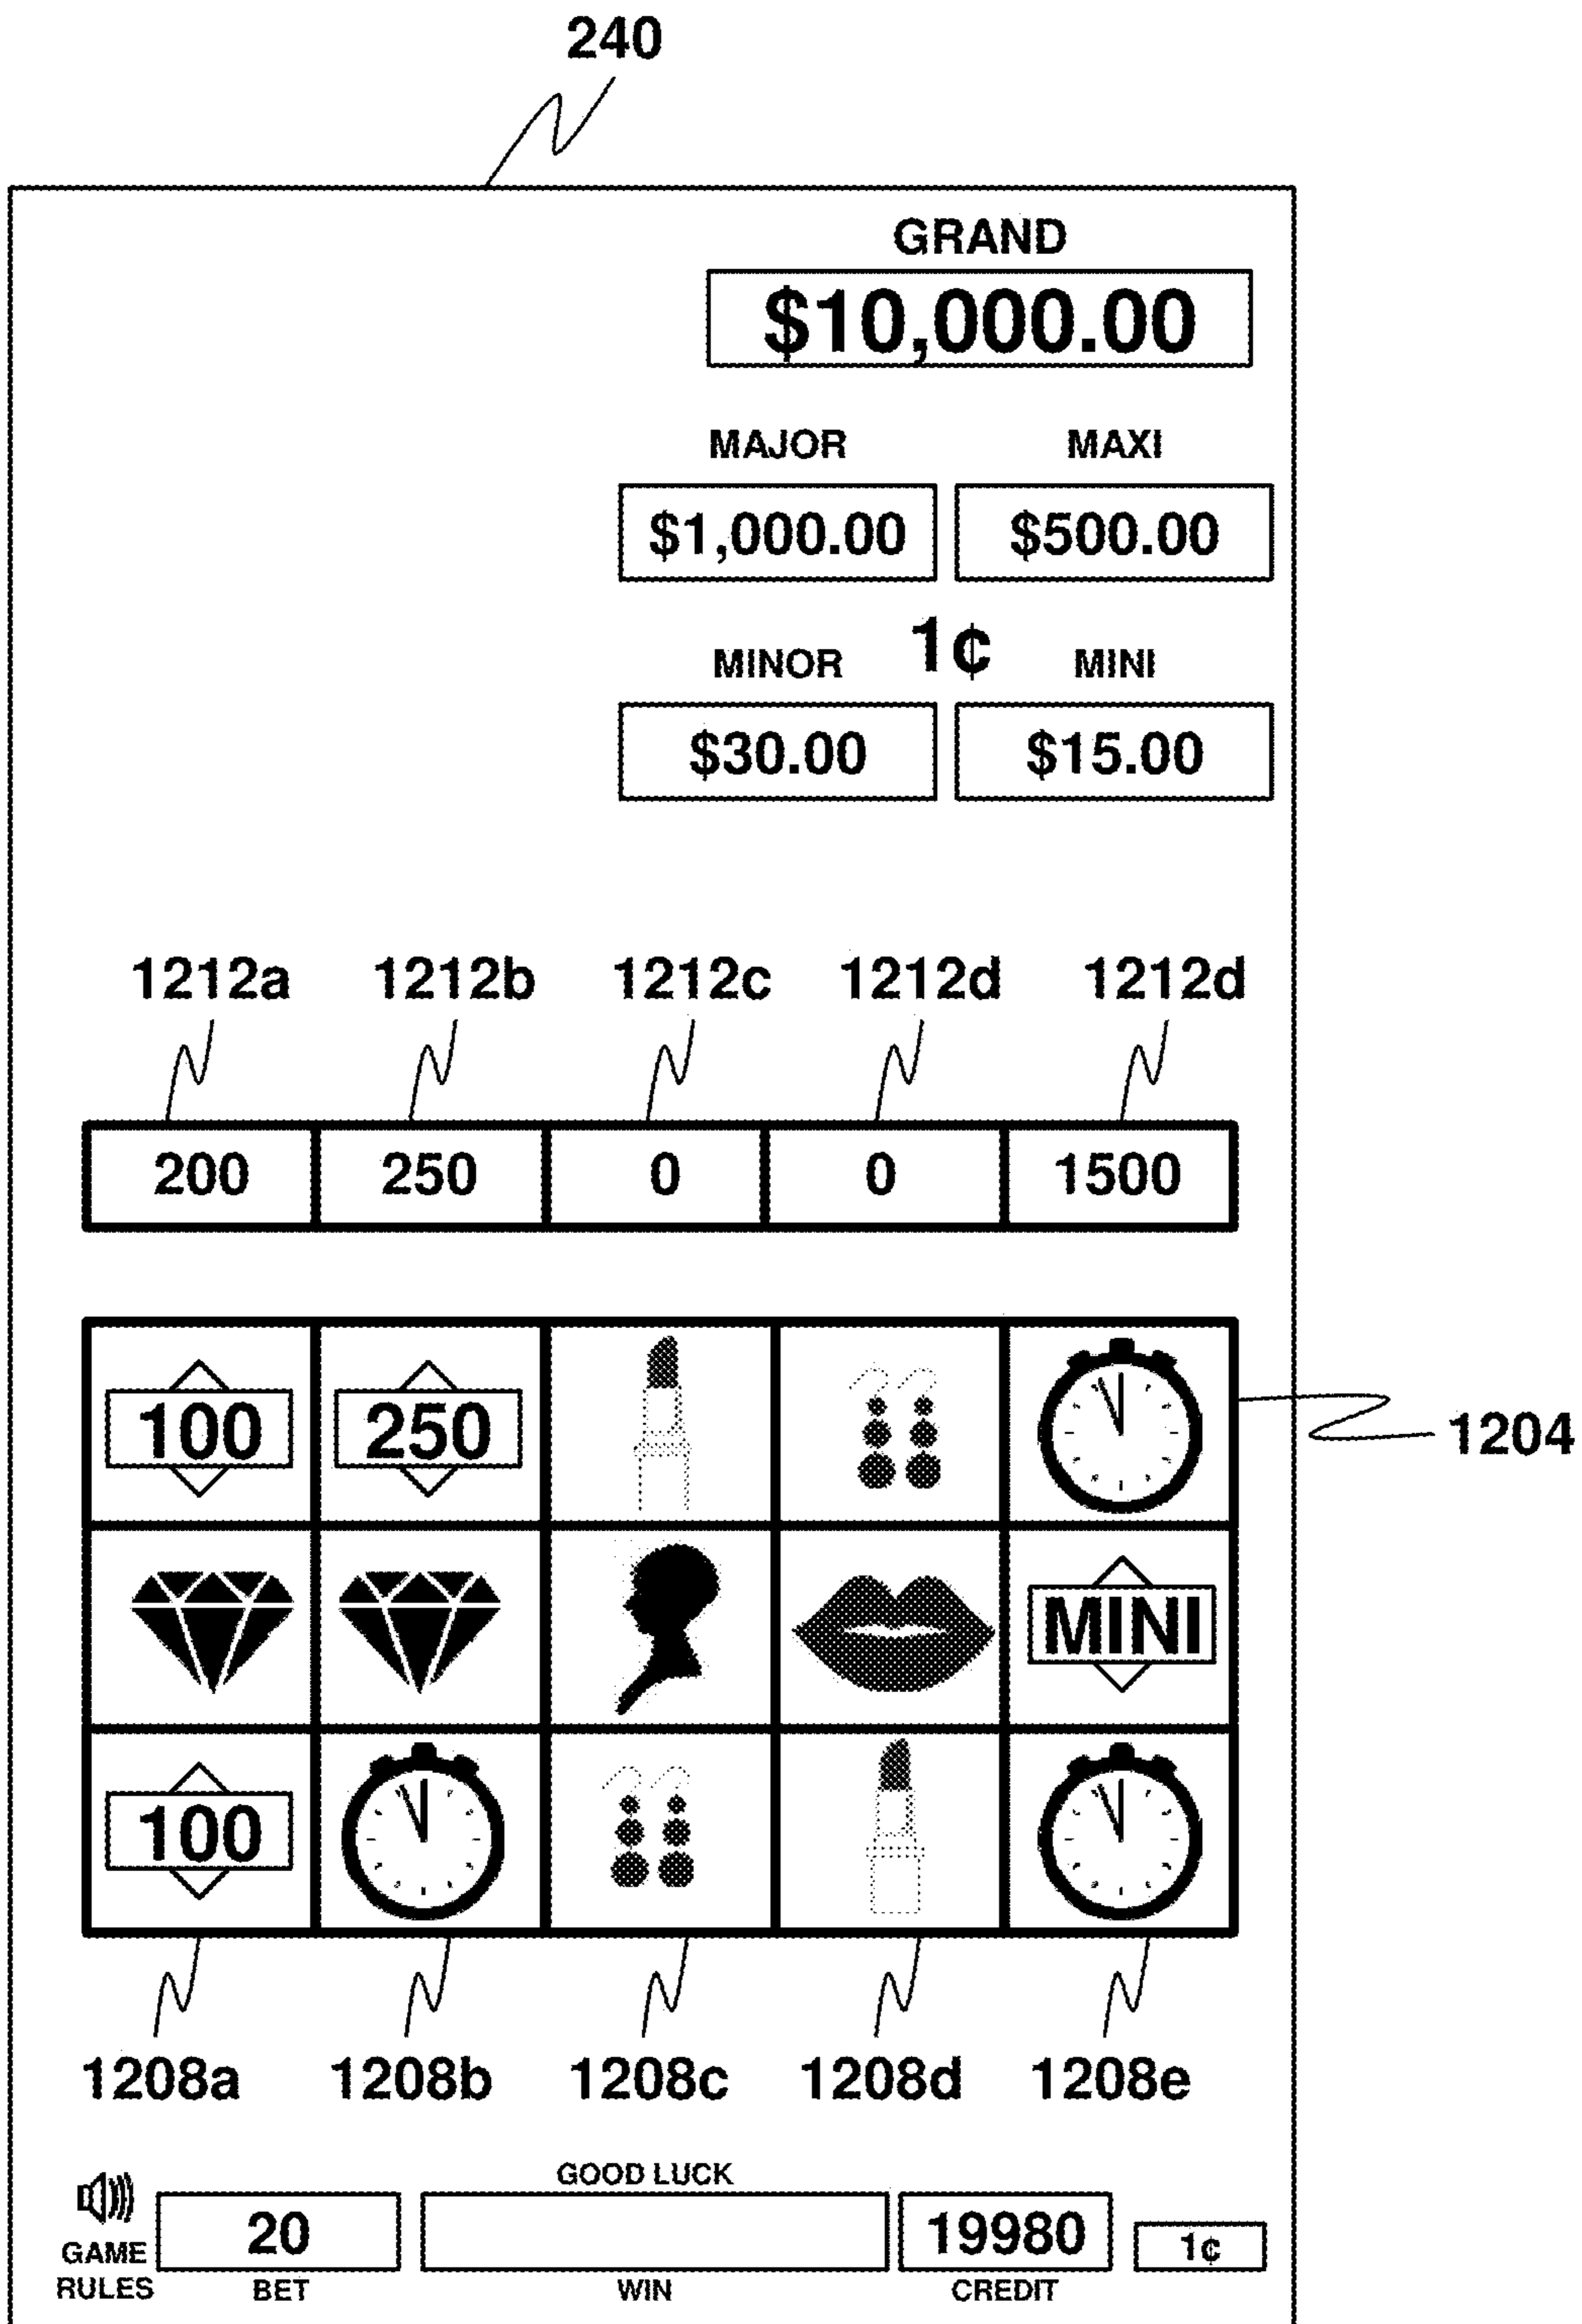 240
GRAND
$10,000.00
MAJOR MAXI
$1,000.00 $500.00
1¢
MINOR MINI
$30.00 $15.00
1212a 1212b 1212c 1212d 1212d
200 250 0 0 1500
100 250
1204
MINI
100
1208a 1208b 1208c 1208d 1208e
GOOD LUCK
20 19980 1¢
GAME
RULES BET WIN CREDIT